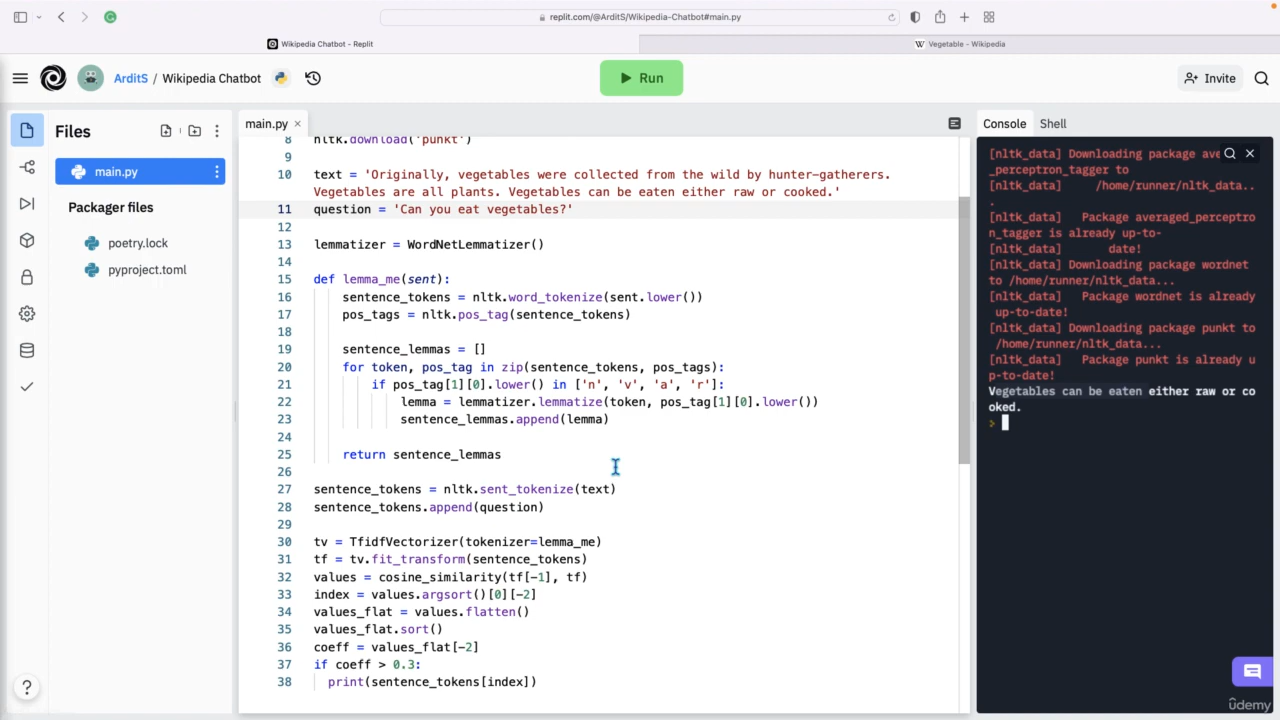 replit.com/@ArditS/Wikipedia-Chatbot#main.py
Wikipedia Chatbot - Replit
W Vegetable - Wikipedia
ArditS / Wikipedia Chatbot
Run
Invite
Files
main.py
Packager files
poetry.lock
pyproject.toml
?
main.py ×
8 nltk.download('punkt')
9
10 text = 'Originally, vegetables were collected from the wild by hunter-gatherers.
Vegetables are all plants. Vegetables can be eaten either raw or cooked.'
11 question = 'Can you eat vegetables?'
12
13 lemmatizer = WordNetLemmatizer()
14
15 def lemma_me(sent):
16 sentence_tokens = nltk.word_tokenize(sent.lower())
17 pos_tags = nltk.pos_tag(sentence_tokens)
18
19 sentence_lemmas = []
20 for token, pos_tag in zip(sentence_tokens, pos_tags):
21 if pos_tag[1][0].lower() in ['n', 'v', 'a', 'r']:
22 lemma = lemmatizer.lemmatize(token, pos_tag[1][0].lower())
23 sentence_lemmas.append(lemma)
24
25 return sentence_lemmas
26
27 sentence_tokens = nltk.sent_tokenize(text)
28 sentence_tokens.append(question)
29
30 tv = TfidfVectorizer(tokenizer=lemma_me)
31 tf = tv.fit_transform(sentence_tokens)
32 values = cosine_similarity(tf[-1], tf)
33 index = values.argsort()[0][-2]
34 values_flat = values.flatten()
35 values_flat.sort()
36 coeff = values_flat[-2]
37 if coeff > 0.3:
38 print(sentence_tokens[index])
Console
Shell
[nltk_data] Downloading package ave
_perceptron_tagger to
[nltk_data] /home/runner/nltk_data..
.
[nltk_data] Package averaged_perceptro
n_tagger is already up-to-
[nltk_data] date!
[nltk_data] Downloading package wordnet
to /home/runner/nltk_data...
[nltk_data] Package wordnet is already
up-to-date!
[nltk_data] Downloading package punkt to
/home/runner/nltk_data...
[nltk_data] Package punkt is already u
p-to-date!
Vegetables can be eaten either raw or co
oked.
>
ûdemy